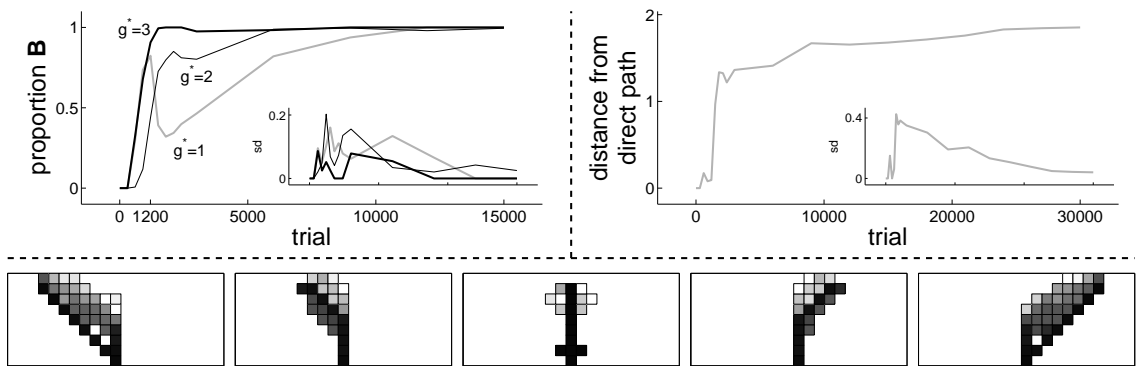 proportion B
1
0.5
0
g*=3
g*=2
g*=1
sd
0.2
0
0 1200 5000 10000 15000
trial
distance from
direct path
2
1
0
sd
0.4
0
0 10000 20000 30000
trial